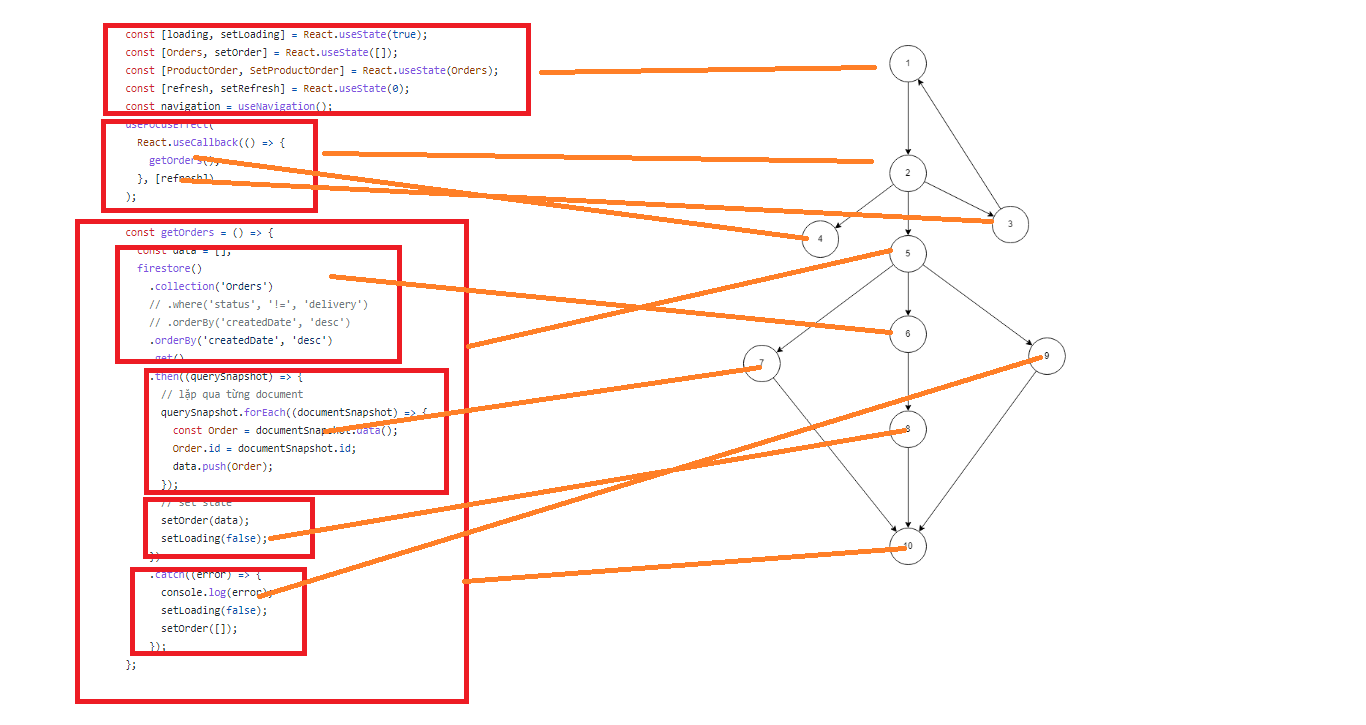 const [loading, setLoading] = React.useState(true);
const [Orders, setOrder] = React.useState([]);
const [ProductOrder, SetProductOrder] = React.useState(Orders);
const [refresh, setRefresh] = React.useState(0);
const navigation = useNavigation();
useFocusEffect(
React.useCallback(() => {
getOrders();
}, [refresh])
);
const getOrders = () => {
const data = [];
firestore()
.collection('Orders')
// .where('status', '!=', 'delivery')
// .orderBy('createdDate', 'desc')
.orderBy('createdDate', 'desc')
.get()
.then((querySnapshot) => {
// lặp qua từng document
querySnapshot.forEach((documentSnapshot) => {
const Order = documentSnapshot.data();
Order.id = documentSnapshot.id;
data.push(Order);
});
// set state
setOrder(data);
setLoading(false);
})
.catch((error) => {
console.log(error);
setLoading(false);
setOrder([]);
});
};
1
2
3
4
5
6
7
9
8
10